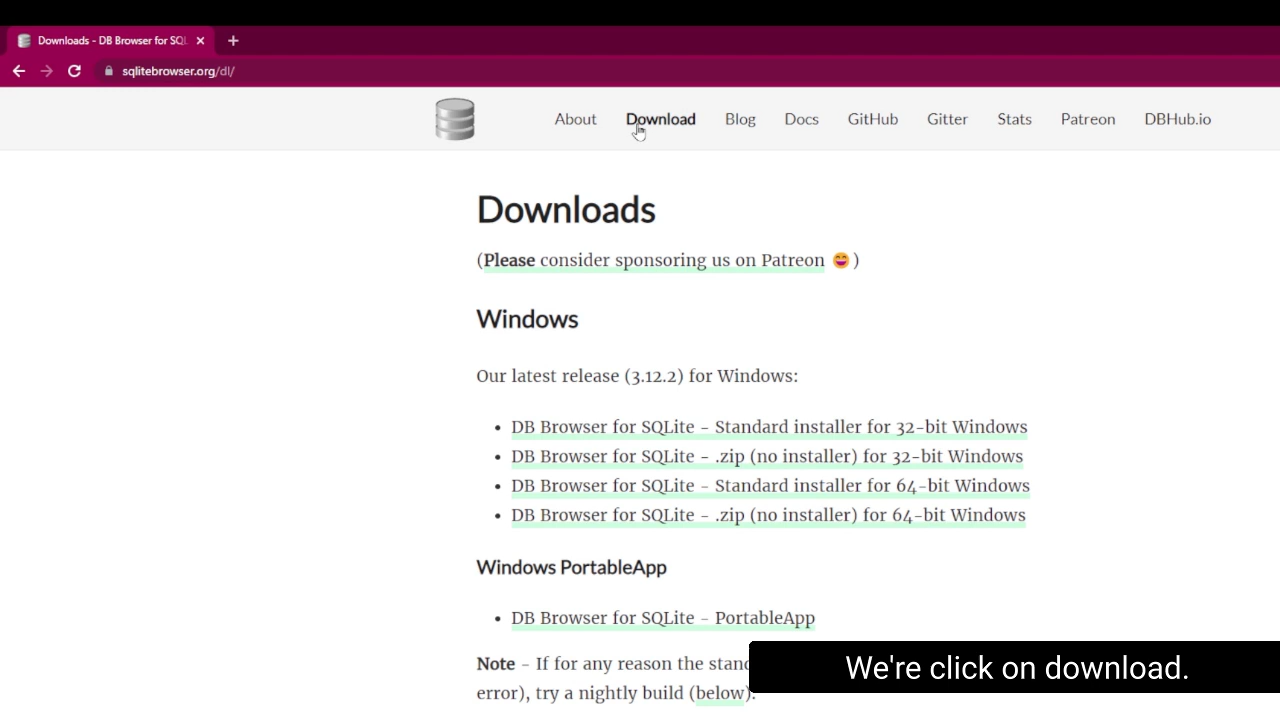 Downloads - DB Browser for SQL
sqlitebrowser.org/dl/
About Download Blog Docs GitHub Gitter Stats Patreon DBHub.io
Downloads
(Please consider sponsoring us on Patreon 😄)
Windows
Our latest release (3.12.2) for Windows:
• DB Browser for SQLite - Standard installer for 32-bit Windows
• DB Browser for SQLite - .zip (no installer) for 32-bit Windows
• DB Browser for SQLite - Standard installer for 64-bit Windows
• DB Browser for SQLite - .zip (no installer) for 64-bit Windows
Windows PortableApp
• DB Browser for SQLite - PortableApp
Note - If for any reason the stand
error), try a nightly build (below).
We're click on download.